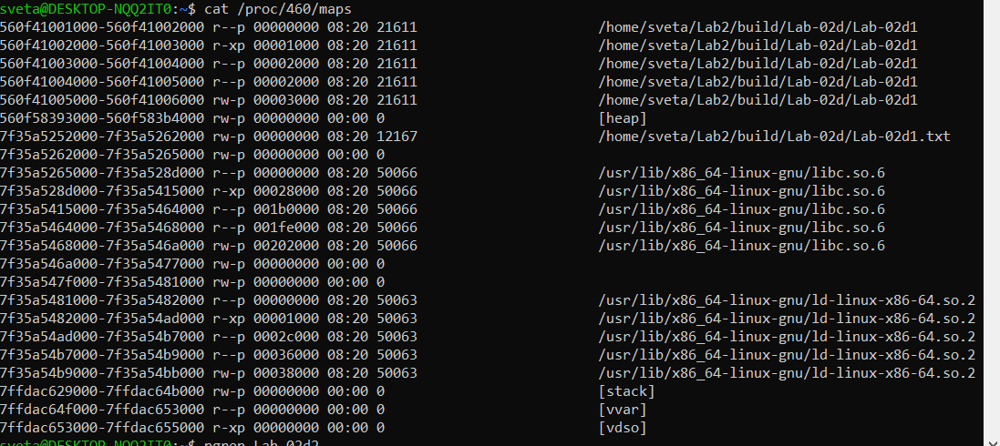 sveta@DESKTOP-NQQ2IT0:~$ cat /proc/460/maps
560f41001000-560f41002000 r--p 00000000 08:20 21611 /home/sveta/Lab2/build/Lab-02d/Lab-02d1
560f41002000-560f41003000 r-xp 00001000 08:20 21611 /home/sveta/Lab2/build/Lab-02d/Lab-02d1
560f41003000-560f41004000 r--p 00002000 08:20 21611 /home/sveta/Lab2/build/Lab-02d/Lab-02d1
560f41004000-560f41005000 r--p 00002000 08:20 21611 /home/sveta/Lab2/build/Lab-02d/Lab-02d1
560f41005000-560f41006000 rw-p 00003000 08:20 21611 /home/sveta/Lab2/build/Lab-02d/Lab-02d1
560f58393000-560f583b4000 rw-p 00000000 00:00 0 [heap]
7f35a5252000-7f35a5262000 rw-p 00000000 08:20 12167 /home/sveta/Lab2/build/Lab-02d/Lab-02d1.txt
7f35a5262000-7f35a5265000 rw-p 00000000 00:00 0
7f35a5265000-7f35a528d000 r--p 00000000 08:20 50066 /usr/lib/x86_64-linux-gnu/libc.so.6
7f35a528d000-7f35a5415000 r-xp 00028000 08:20 50066 /usr/lib/x86_64-linux-gnu/libc.so.6
7f35a5415000-7f35a5464000 r--p 001b0000 08:20 50066 /usr/lib/x86_64-linux-gnu/libc.so.6
7f35a5464000-7f35a5468000 r--p 001fe000 08:20 50066 /usr/lib/x86_64-linux-gnu/libc.so.6
7f35a5468000-7f35a546a000 rw-p 00202000 08:20 50066 /usr/lib/x86_64-linux-gnu/libc.so.6
7f35a546a000-7f35a5477000 rw-p 00000000 00:00 0
7f35a547f000-7f35a5481000 rw-p 00000000 00:00 0
7f35a5481000-7f35a5482000 r--p 00000000 08:20 50063 /usr/lib/x86_64-linux-gnu/ld-linux-x86-64.so.2
7f35a5482000-7f35a54ad000 r-xp 00001000 08:20 50063 /usr/lib/x86_64-linux-gnu/ld-linux-x86-64.so.2
7f35a54ad000-7f35a54b7000 r--p 0002c000 08:20 50063 /usr/lib/x86_64-linux-gnu/ld-linux-x86-64.so.2
7f35a54b7000-7f35a54b9000 r--p 00036000 08:20 50063 /usr/lib/x86_64-linux-gnu/ld-linux-x86-64.so.2
7f35a54b9000-7f35a54bb000 rw-p 00038000 08:20 50063 /usr/lib/x86_64-linux-gnu/ld-linux-x86-64.so.2
7ffdac629000-7ffdac64b000 rw-p 00000000 00:00 0 [stack]
7ffdac64f000-7ffdac653000 r--p 00000000 00:00 0 [vvar]
7ffdac653000-7ffdac655000 r-xp 00000000 00:00 0 [vdso]
sveta@DESKTOP-NQQ2IT0:~$ pgrep Lab-02d2